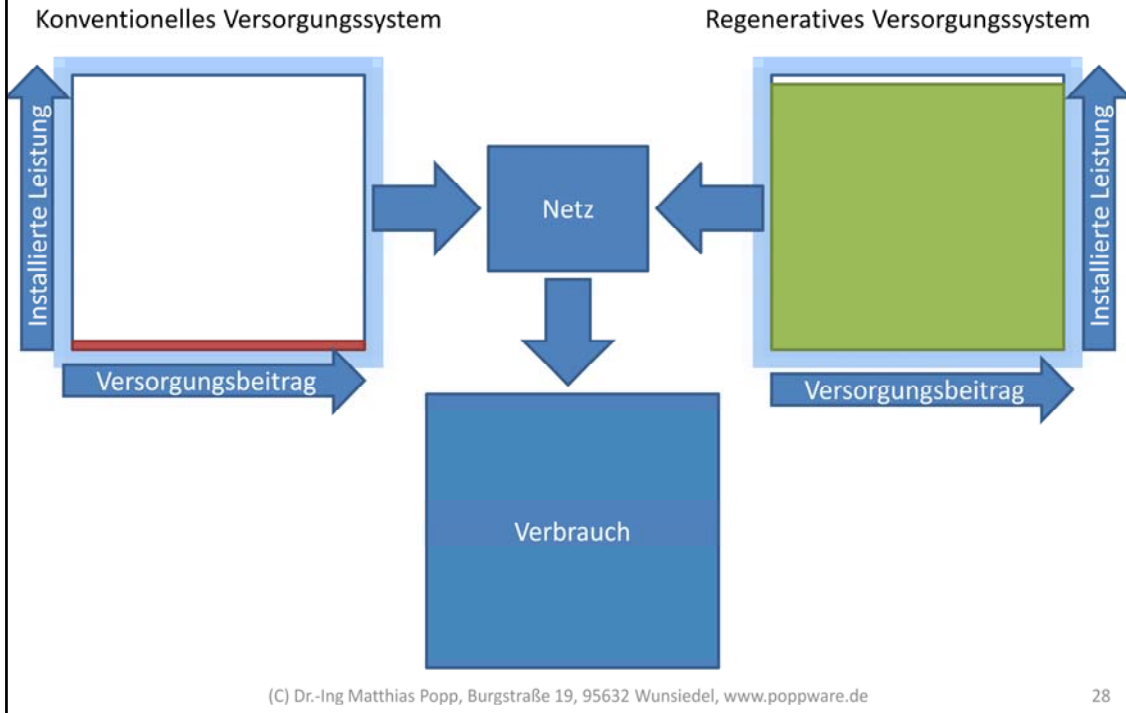 Konventionelles Versorgungssystem
Regeneratives Versorgungssystem
Installierte Leistung
Netz
Installierte Leistung
Versorgungsbeitrag
Versorgungsbeitrag
Verbrauch
(C) Dr.-Ing Matthias Popp, Burgstraße 19, 95632 Wunsiedel, www.poppware.de
28